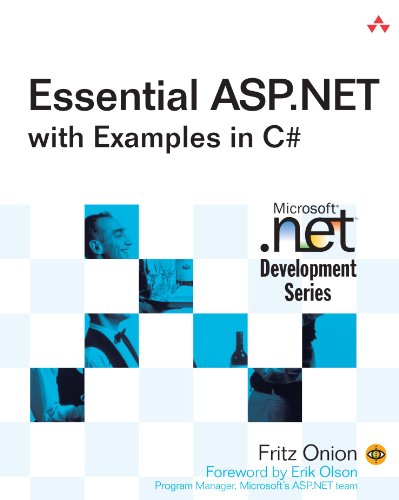 Essential ASP.NET
with Examples in C#
Microsoft®
.net™
Development
Series
Fritz Onion
Foreword by Erik Olson
Program Manager, Microsoft's ASP.NET team